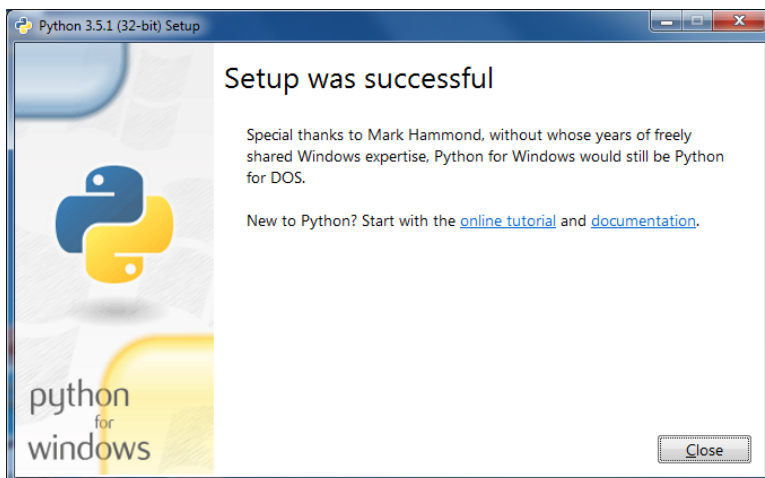 Python 3.5.1 (32-bit) Setup
Setup was successful
Special thanks to Mark Hammond, without whose years of freely
shared Windows expertise, Python for Windows would still be Python
for DOS.
New to Python? Start with the online tutorial and documentation.
python
for
windows
Close